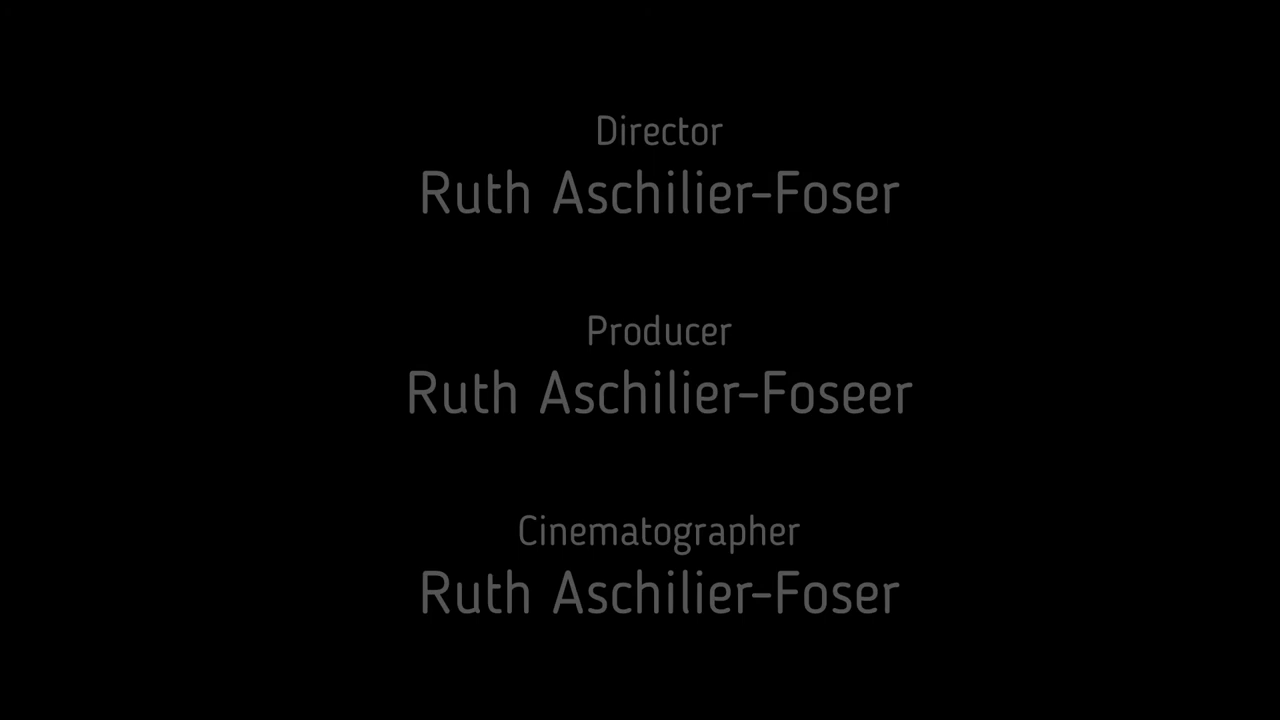 Director
Ruth Aschilier-Foser
Producer
Ruth Aschilier-Foseer
Cinematographer
Ruth Aschilier-Foser